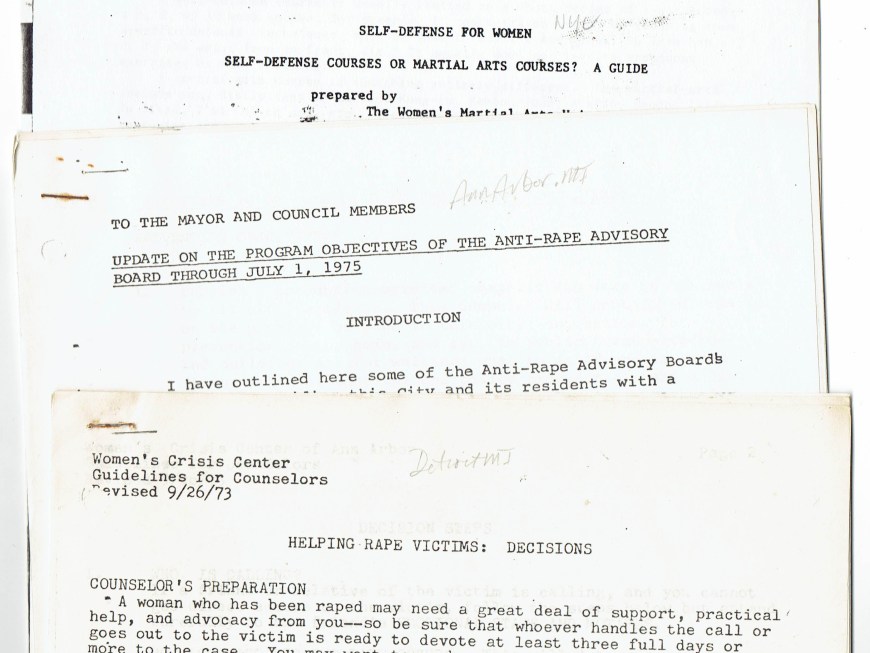 SELF-DEFENSE FOR WOMEN NYC
SELF-DEFENSE COURSES OR MARTIAL ARTS COURSES? A GUIDE
prepared by
The Women's Martial Arts
Ann Arbor, MI
TO THE MAYOR AND COUNCIL MEMBERS
UPDATE ON THE PROGRAM OBJECTIVES OF THE ANTI-RAPE ADVISORY
BOARD THROUGH JULY 1, 1975
INTRODUCTION
I have outlined here some of the Anti-Rape Advisory Boards
this City and its residents with a
Women's Crisis Center
Detroit MI
Guidelines for Counselors
Revised 9/26/73
HELPING RAPE VICTIMS: DECISIONS
COUNSELOR'S PREPARATION
A woman who has been raped may need a great deal of support, practical
help, and advocacy from you--so be sure that whoever handles the call or
goes out to the victim is ready to devote at least three full days or
more to the case. You may want